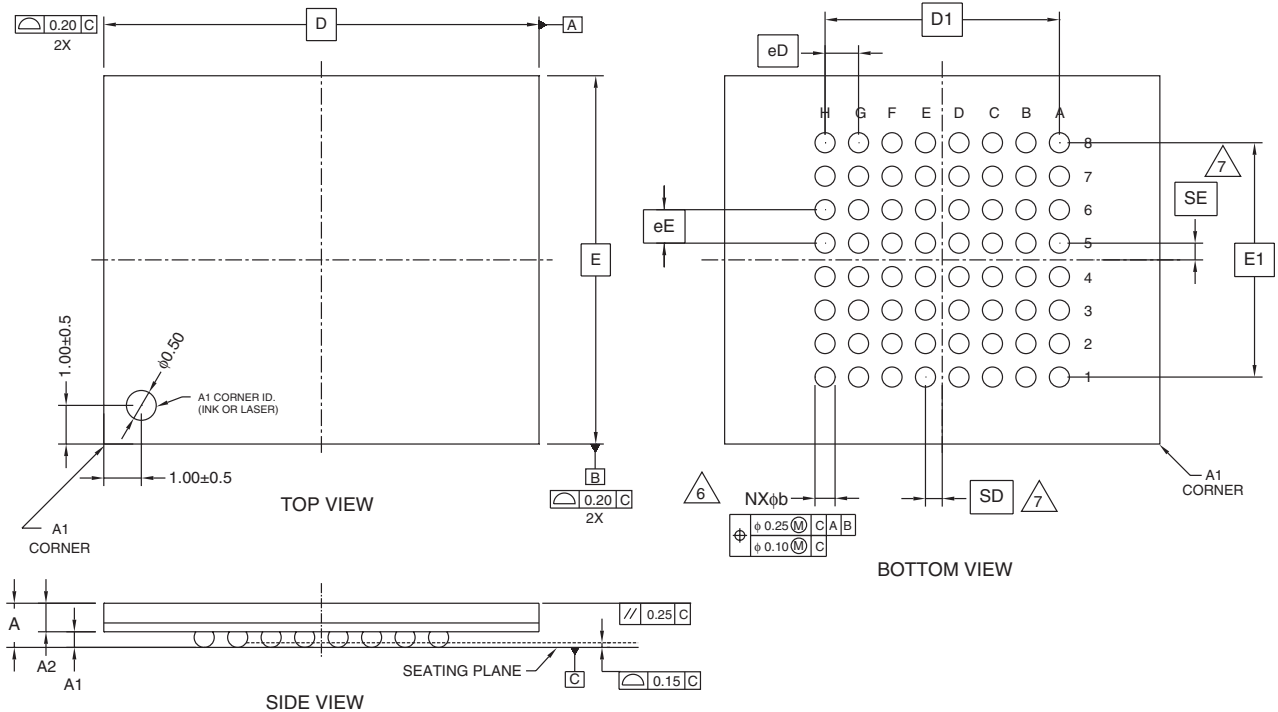 0.20 C
2X
D
A
E
1.00±0.5
ϕ0.50
A1 CORNER ID.
(INK OR LASER)
1.00±0.5
B
0.20 C
2X
TOP VIEW
A1
CORNER
D1
eD
H G F E D C B A
8
7
6
5
4
3
2
1
7
SE
eE
E1
6
NXϕb
SD
7
ϕ 0.25 M C A B
ϕ 0.10 M C
A1
CORNER
BOTTOM VIEW
A
A2
A1
// 0.25 C
SEATING PLANE
C
0.15 C
SIDE VIEW